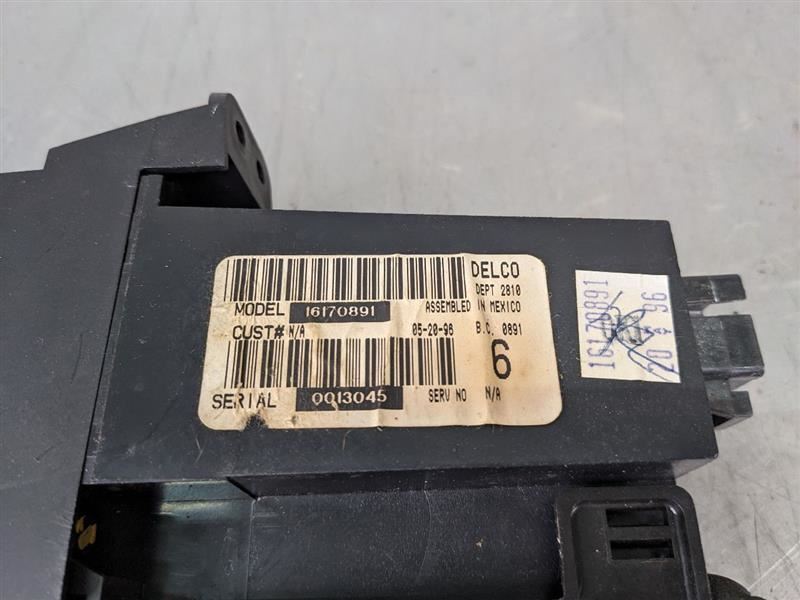 DELCO
DEPT 2810
MODEL 16170891 ASSEMBLED IN MEXICO
CUST# N/A 05-20-96 B.C. 0891
6
SERIAL 0013045 SERV NO N/A
16170891
20 96